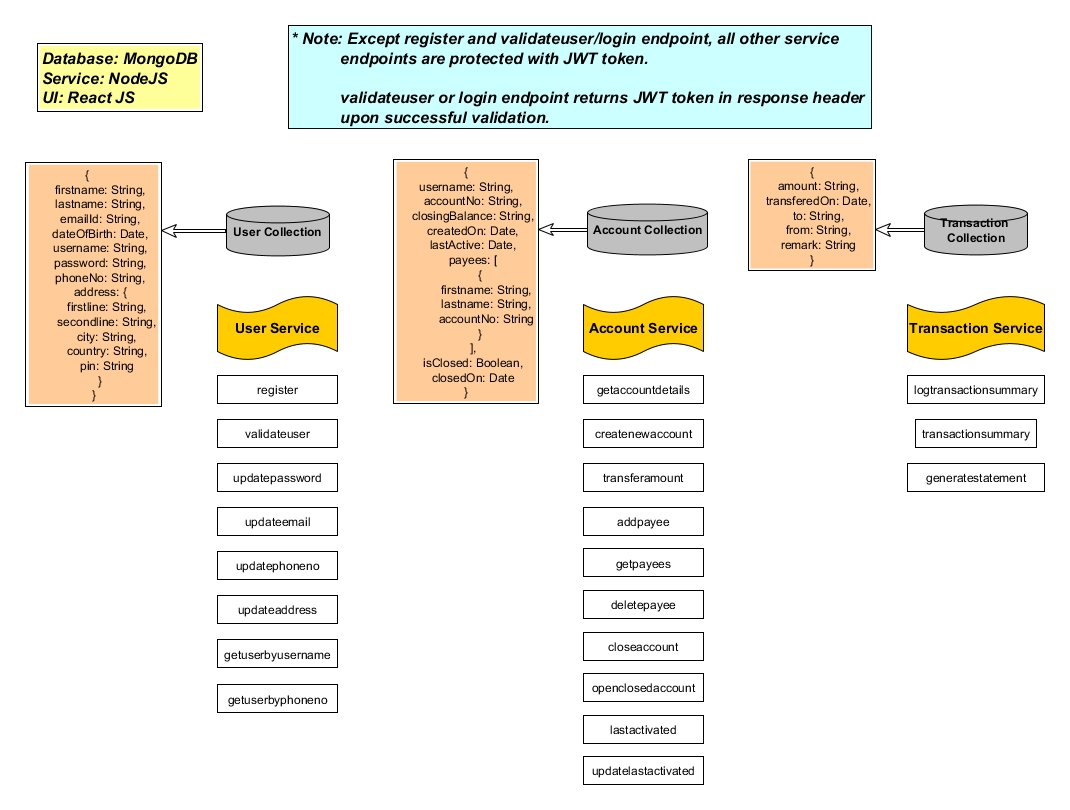 Database: MongoDB
Service: NodeJS
UI: React JS
* Note: Except register and validateuser/login endpoint, all other service
endpoints are protected with JWT token.
validateuser or login endpoint returns JWT token in response header
upon successful validation.
{
firstname: String,
lastname: String,
emailId: String,
dateOfBirth: Date,
username: String,
password: String,
phoneNo: String,
address: {
firstline: String,
secondline: String,
city: String,
country: String,
pin: String
}
}
User Collection
User Service
register
validateuser
updatepassword
updateemail
updatephoneno
updateaddress
getuserbyusername
getuserbyphoneno
{
username: String,
accountNo: String,
closingBalance: String,
createdOn: Date,
lastActive: Date,
payees: [
{
firstname: String,
lastname: String,
accountNo: String
}
],
isClosed: Boolean,
closedOn: Date
}
Account Collection
Account Service
getaccountdetails
createnewaccount
transferamount
addpayee
getpayees
deletepayee
closeaccount
openclosedaccount
lastactivated
updatelastactivated
{
amount: String,
transferedOn: Date,
to: String,
from: String,
remark: String
}
Transaction
Collection
Transaction Service
logtransactionsummary
transactionsummary
generatestatement